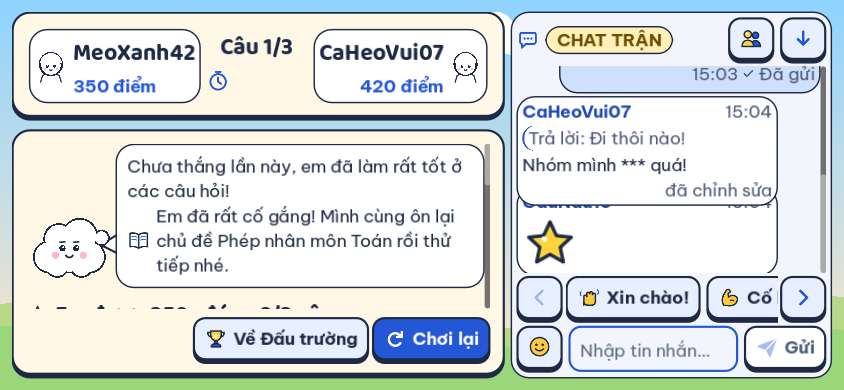 MeoXanh42
350 điểm
Câu 1/3
CaHeoVui07
420 điểm
Chưa thắng lần này, em đã làm rất tốt ở
các câu hỏi!
Em đã rất cố gắng! Mình cùng ôn lại
chủ đề Phép nhân môn Toán rồi thử
tiếp nhé.
Về Đấu trường
Chơi lại
CHAT TRẬN
15:03 ✓ Đã gửi
CaHeoVui07 15:04
Trả lời: Đi thôi nào!
Nhóm mình *** quá!
đã chỉnh sửa
Xin chào!
Cố
Nhập tin nhắn...
Gửi